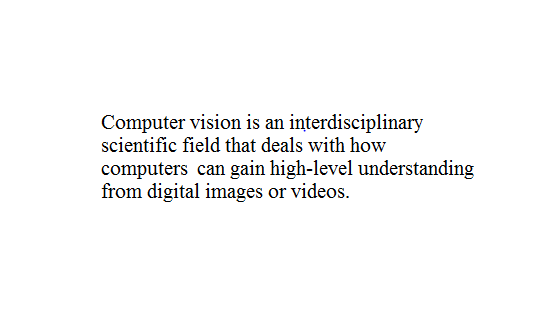 Computer vision is an interdisciplinary
scientific field that deals with how
computers  can gain high-level understanding
from digital images or videos.